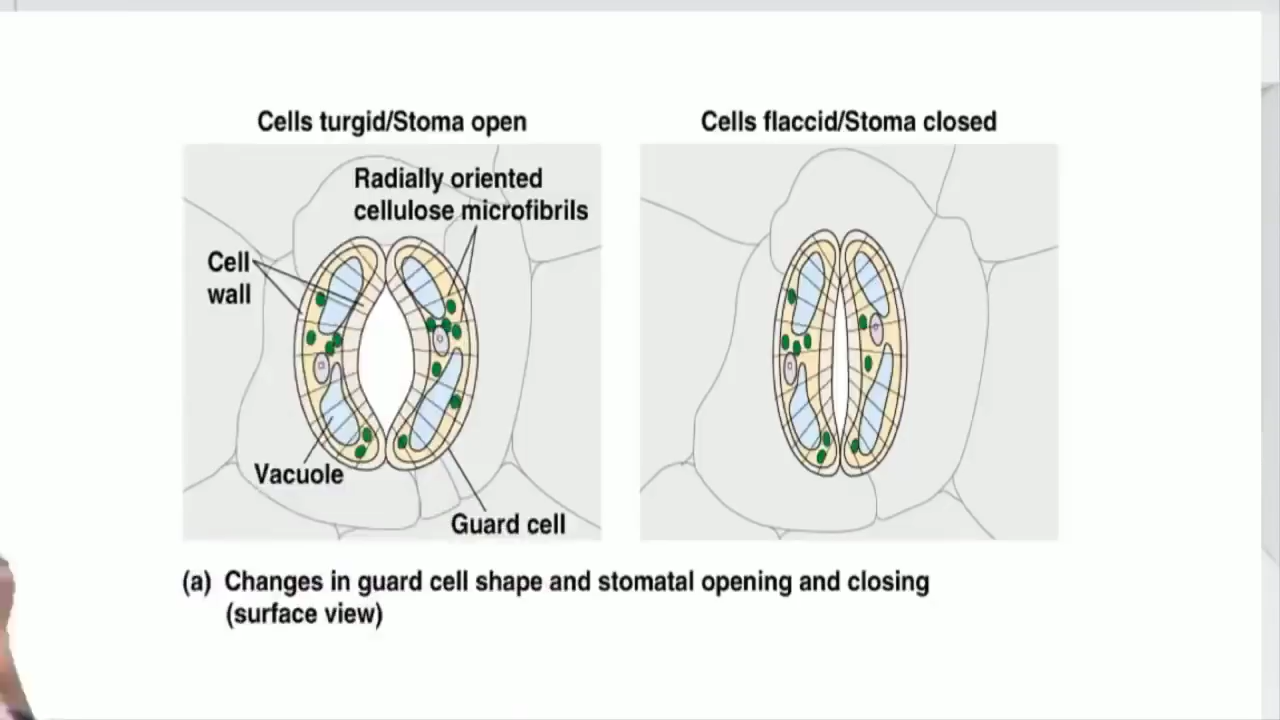 Cells turgid/Stoma open
Cells flaccid/Stoma closed
Radially oriented
cellulose microfibrils
Cell
wall
Vacuole
Guard cell
(a) Changes in guard cell shape and stomatal opening and closing
(surface view)